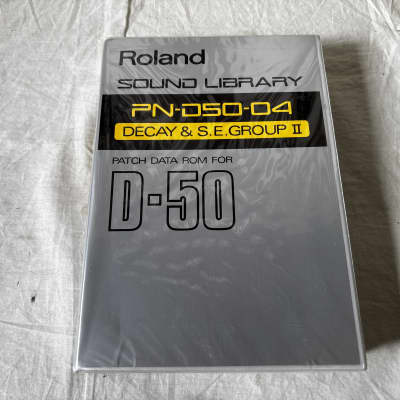 Roland
SOUND LIBRARY
PN-D50-04
DECAY & S.E.GROUP II
PATCH DATA ROM FOR
D-50